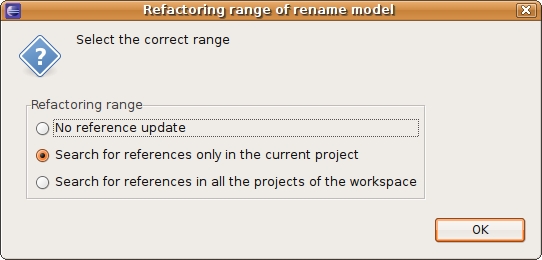 Refactoring range of rename model
Select the correct range
Refactoring range
No reference update
Search for references only in the current project
Search for references in all the projects of the workspace
OK